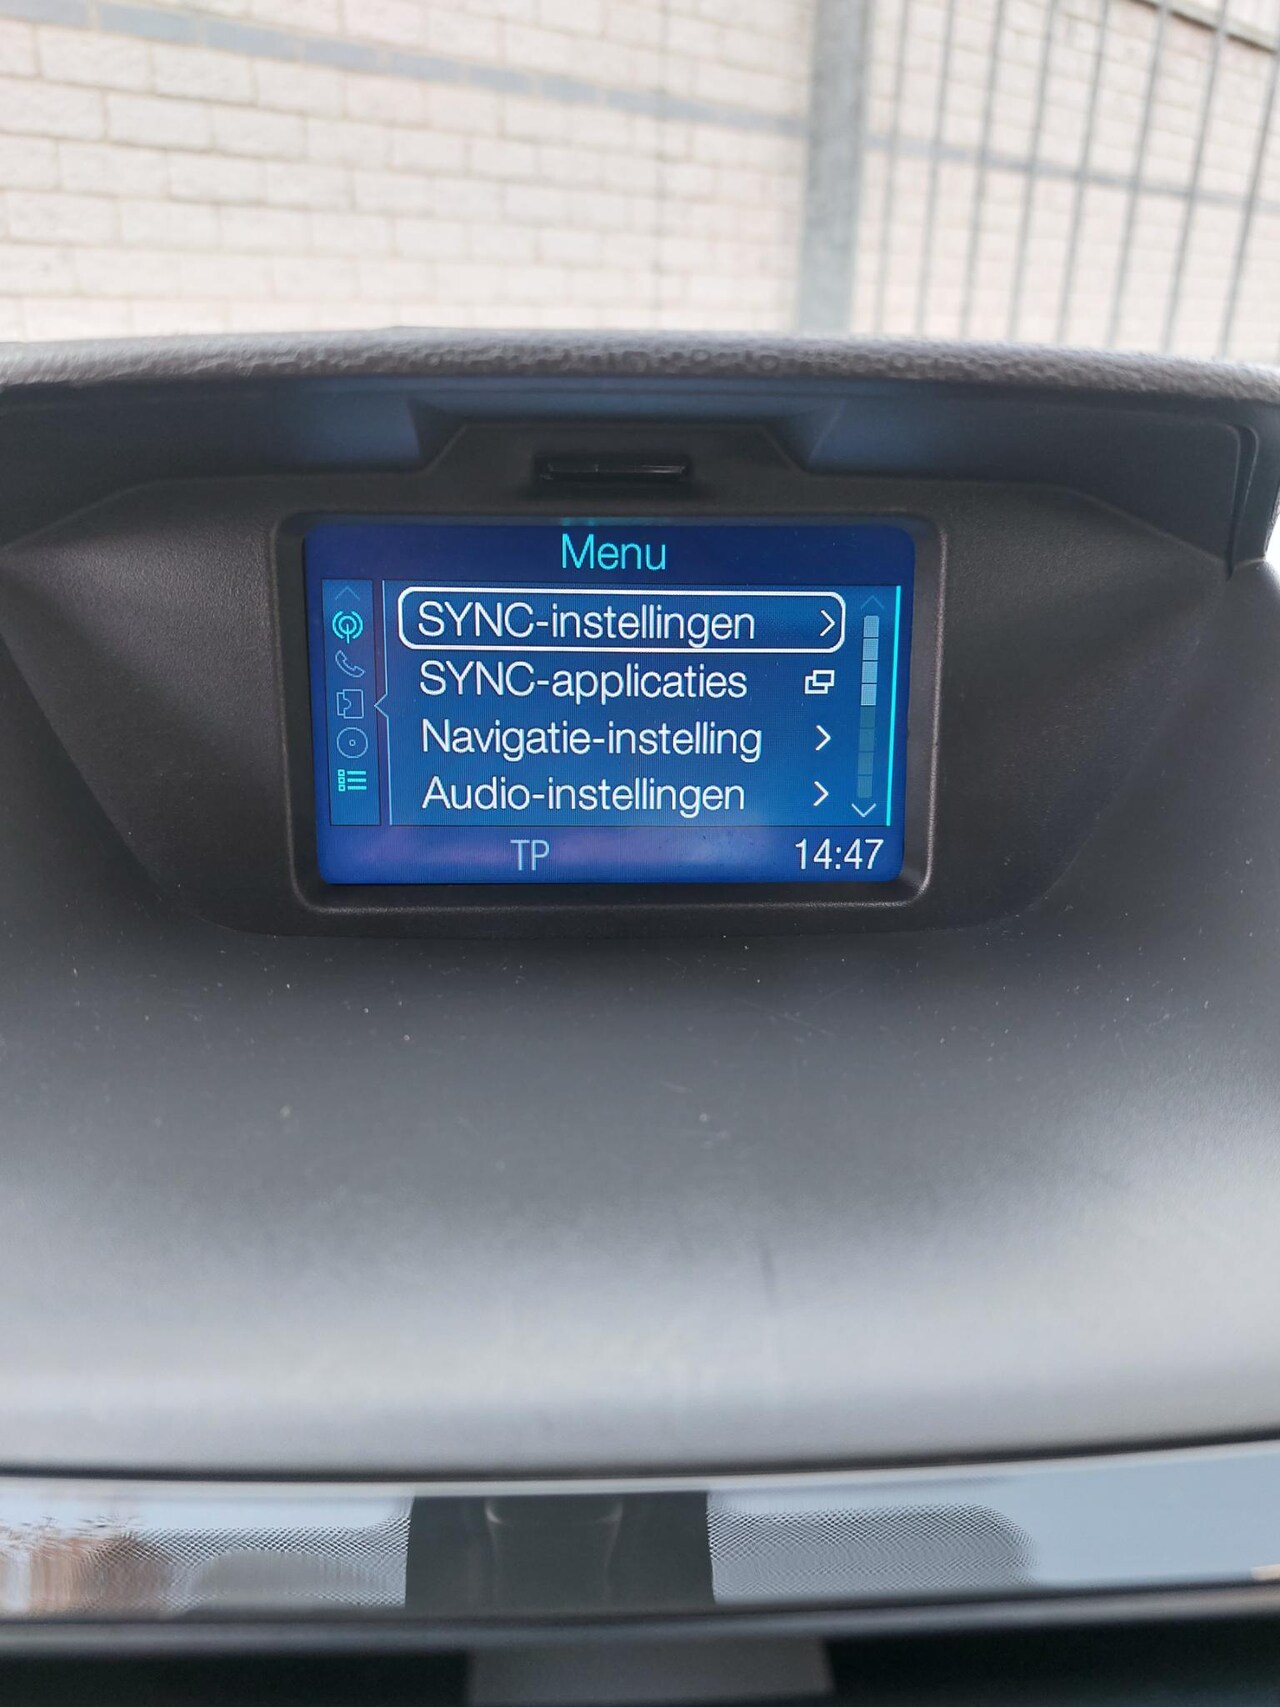 Menu
SYNC-instellingen
SYNC-applicaties
Navigatie-instelling
Audio-instellingen
TP 14:47